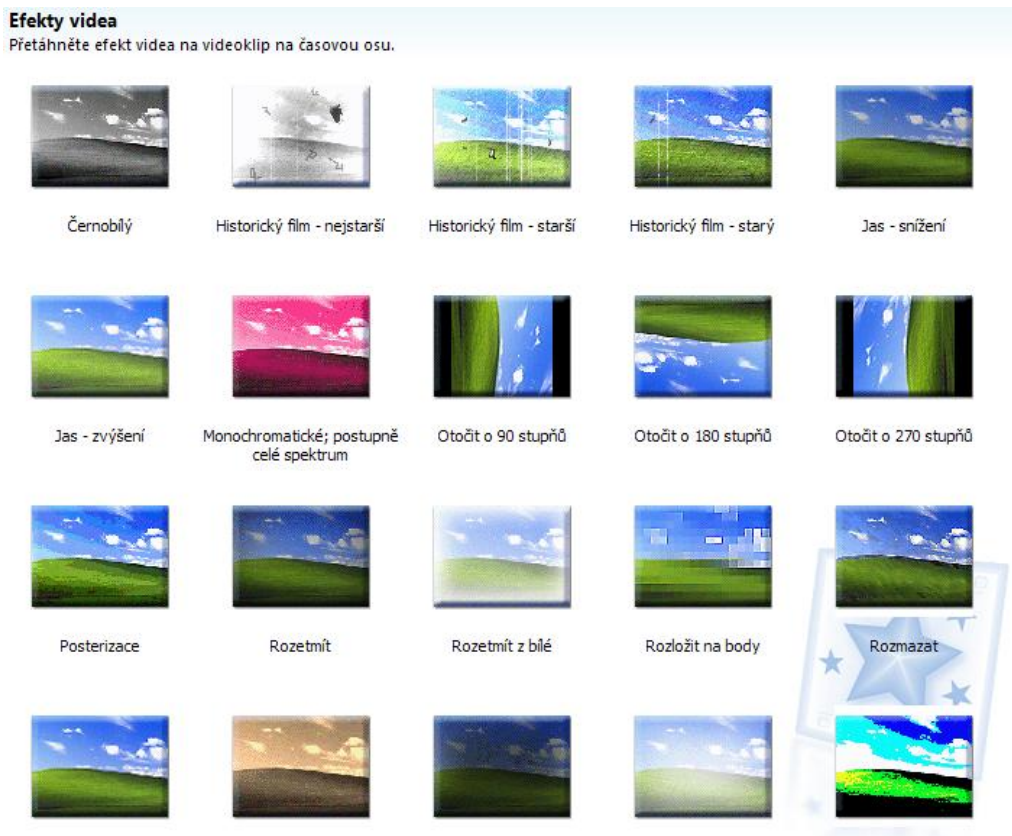 Efekty videa
Přetáhněte efekt videa na videoklip na časovou osu.
Černobílý
Historický film - nejstarší
Historický film - starší
Historický film - starý
Jas - snížení
Jas - zvýšení
Monochromatické; postupně
celé spektrum
Otočit o 90 stupňů
Otočit o 180 stupňů
Otočit o 270 stupňů
Posterizace
Rozetmít
Rozetmít z bílé
Rozložit na body
Rozmazat